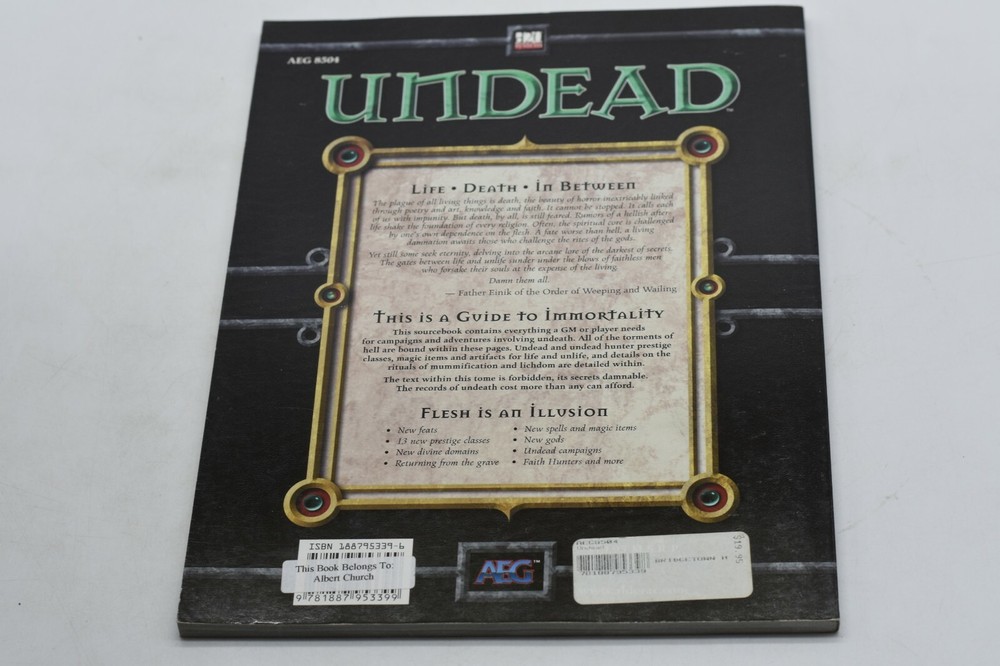 AEG 8504
UNDEAD
Life • Death • In Between
The plague of all living things is death, the beauty of horror inextricably linked
through poetry and art, knowledge and faith. It cannot be stopped. It calls each
of us with impunity. But death, by all, is still feared. Rumors of a hellish after-
life shake the foundation of every religion. Often, the spiritual core is challenged
by one's own dependence on the flesh. A fate worse than hell, a living
damnation awaits those who challenge the rites of the gods.
Yet still some seek eternity, delving into the arcane law of the darkest of secrets.
The gates between life and unlife sunder under the blows of faithless men
who forsake their souls at the expense of the living.
Damn them all.
— Father Einik of the Order of Weeping and Wailing
This is a Guide to Immortality
This sourcebook contains everything a GM or player needs
for campaigns and adventures involving undeath. All of the torments of
hell are bound within these pages. Undead and undead hunter prestige
classes, magic items and artifacts for life and unlife, and details on the
rituals of mummification and lichdom are detailed within.
The text within this tome is forbidden, its secrets damnable.
The records of undeath cost more than any can afford.
Flesh is an Illusion
• New feats
• 13 new prestige classes
• New divine domains
• Returning from the grave
• New spells and magic items
• New gods
• Undead campaigns
• Faith Hunters and more
ISBN 188795339-6
This Book Belongs To:
Albert Church
9 781887 953399
AEG™
$19.95